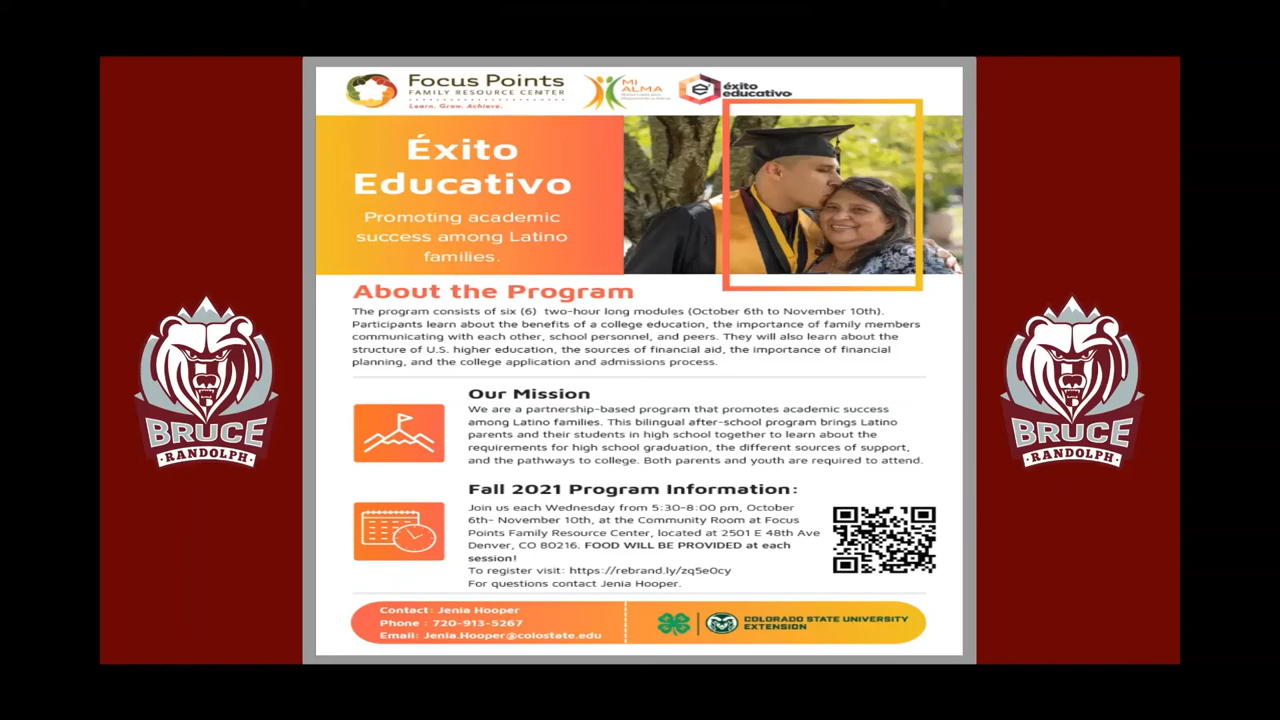 Focus Points
FAMILY RESOURCE CENTER
Learn. Grow. Achieve.
MI
ALMA
éxito
educativo
Éxito
Educativo
Promoting academic
success among Latino
families.
About the Program
The program consists of six (6) two-hour long modules (October 6th to November 10th).
Participants learn about the benefits of a college education, the importance of family members
communicating with each other, school personnel, and peers. They will also learn about the
structure of U.S. higher education, the sources of financial aid, the importance of financial
planning, and the college application and admissions process.
Our Mission
We are a partnership-based program that promotes academic success
among Latino families. This bilingual after-school program brings Latino
parents and their students in high school together to learn about the
requirements for high school graduation, the different sources of support,
and the pathways to college. Both parents and youth are required to attend.
Fall 2021 Program Information:
Join us each Wednesday from 5:30-8:00 pm, October
6th- November 10th, at the Community Room at Focus
Points Family Resource Center, located at 2501 E 48th Ave
Denver, CO 80216. FOOD WILL BE PROVIDED at each
session!
To register visit: https://rebrand.ly/zq5e0cy
For questions contact Jenia Hooper.
Contact: Jenia Hooper
Phone : 720-913-5267
Email: Jenia.Hooper@colostate.edu
COLORADO STATE UNIVERSITY
EXTENSION
BRUCE
RANDOLPH
BRUCE
RANDOLPH